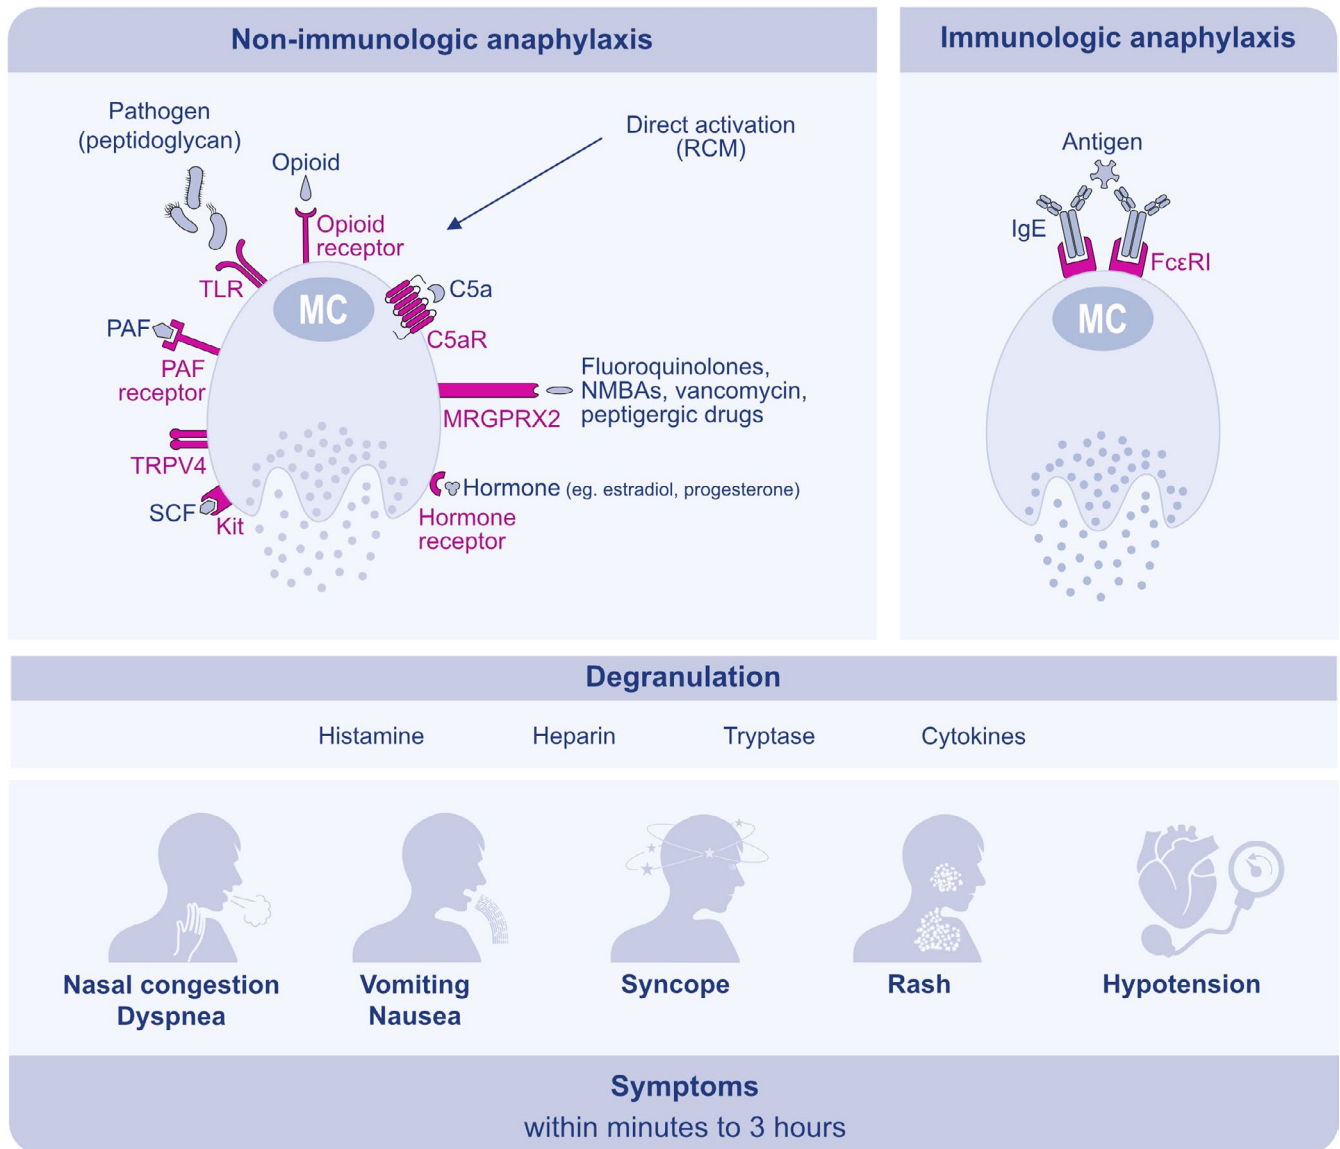 Non-immunologic anaphylaxis
Pathogen
(peptidoglycan)
Opioid
Opioid
receptor
Direct activation
(RCM)
TLR
MC
C5a
C5aR
PAF
PAF
receptor
Fluoroquinolones,
NMBAs, vancomycin,
peptigergic drugs
MRGPRX2
TRPV4
SCF
Kit
Hormone (eg. estradiol, progesterone)
Hormone
receptor
Immunologic anaphylaxis
Antigen
IgE
FcεRI
MC
Degranulation
Histamine
Heparin
Tryptase
Cytokines
Nasal congestion
Dyspnea
Vomiting
Nausea
Syncope
Rash
Hypotension
Symptoms
within minutes to 3 hours